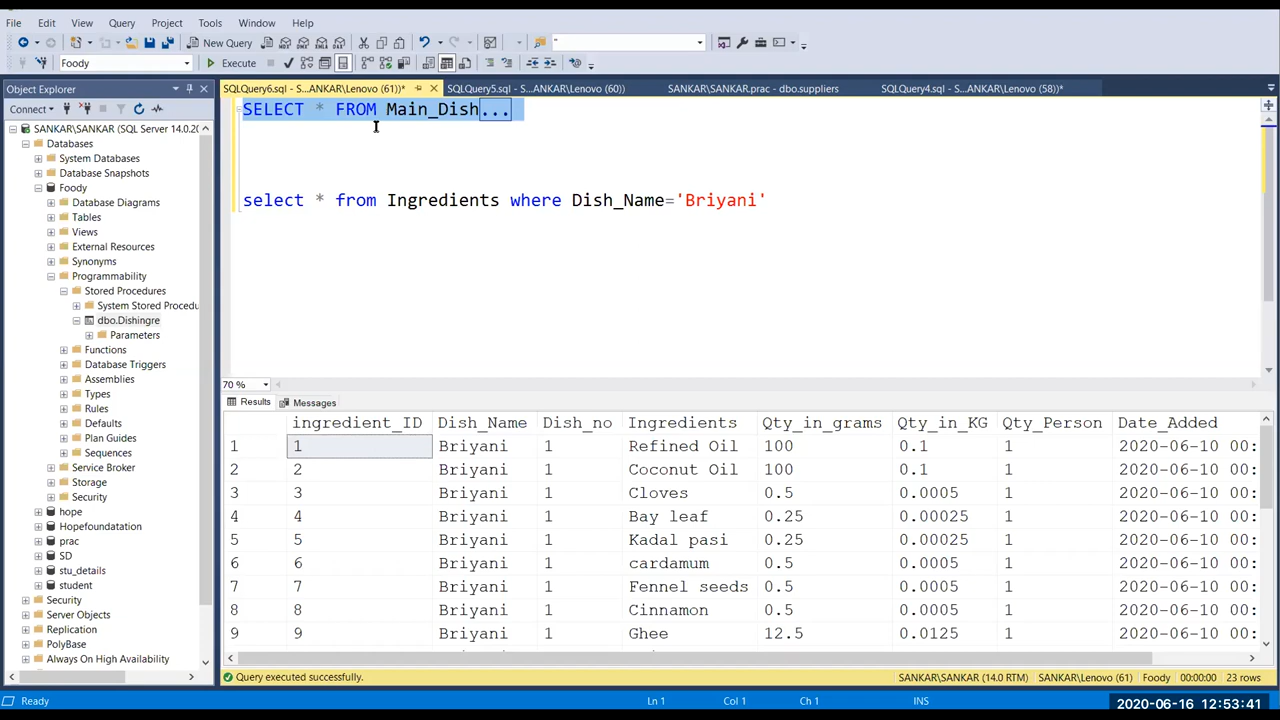 File Edit View Query Project Tools Window Help
New Query MDX DMX XMLA DAX "
Foody Execute
Object Explorer
SQLQuery6.sql - S...ANKAR\Lenovo (61))* SQLQuery5.sql - S...ANKAR\Lenovo (60)) SANKAR\SANKAR.prac - dbo.suppliers SQLQuery4.sql - S...ANKAR\Lenovo (58))*
Connect
SANKAR\SANKAR (SQL Server 14.0.20
Databases
System Databases
Database Snapshots
Foody
Database Diagrams
Tables
Views
External Resources
Synonyms
Programmability
Stored Procedures
System Stored Procedu
dbo.Dishingre
Parameters
Functions
Database Triggers
Assemblies
Types
Rules
Defaults
Plan Guides
Sequences
Service Broker
Storage
Security
hope
Hopefoundatation
prac
SD
stu_details
student
Security
Server Objects
Replication
PolyBase
Always On High Availability
SELECT * FROM Main_Dish...
select * from Ingredients where Dish_Name='Briyani'
70 %
Results Messages
ingredient_ID Dish_Name Dish_no Ingredients Qty_in_grams Qty_in_KG Qty_Person Date_Added
1 1 Briyani 1 Refined Oil 100 0.1 1 2020-06-10 00:
2 2 Briyani 1 Coconut Oil 100 0.1 1 2020-06-10 00:
3 3 Briyani 1 Cloves 0.5 0.0005 1 2020-06-10 00:
4 4 Briyani 1 Bay leaf 0.25 0.00025 1 2020-06-10 00:
5 5 Briyani 1 Kadal pasi 0.25 0.00025 1 2020-06-10 00:
6 6 Briyani 1 cardamum 0.5 0.0005 1 2020-06-10 00:
7 7 Briyani 1 Fennel seeds 0.5 0.0005 1 2020-06-10 00:
8 8 Briyani 1 Cinnamon 0.5 0.0005 1 2020-06-10 00:
9 9 Briyani 1 Ghee 12.5 0.0125 1 2020-06-10 00:
Query executed successfully. SANKAR\SANKAR (14.0 RTM) SANKAR\Lenovo (61) Foody 00:00:00 23 rows
Ready Ln 1 Col 1 Ch 1 INS
2020-06-16 12:53:41